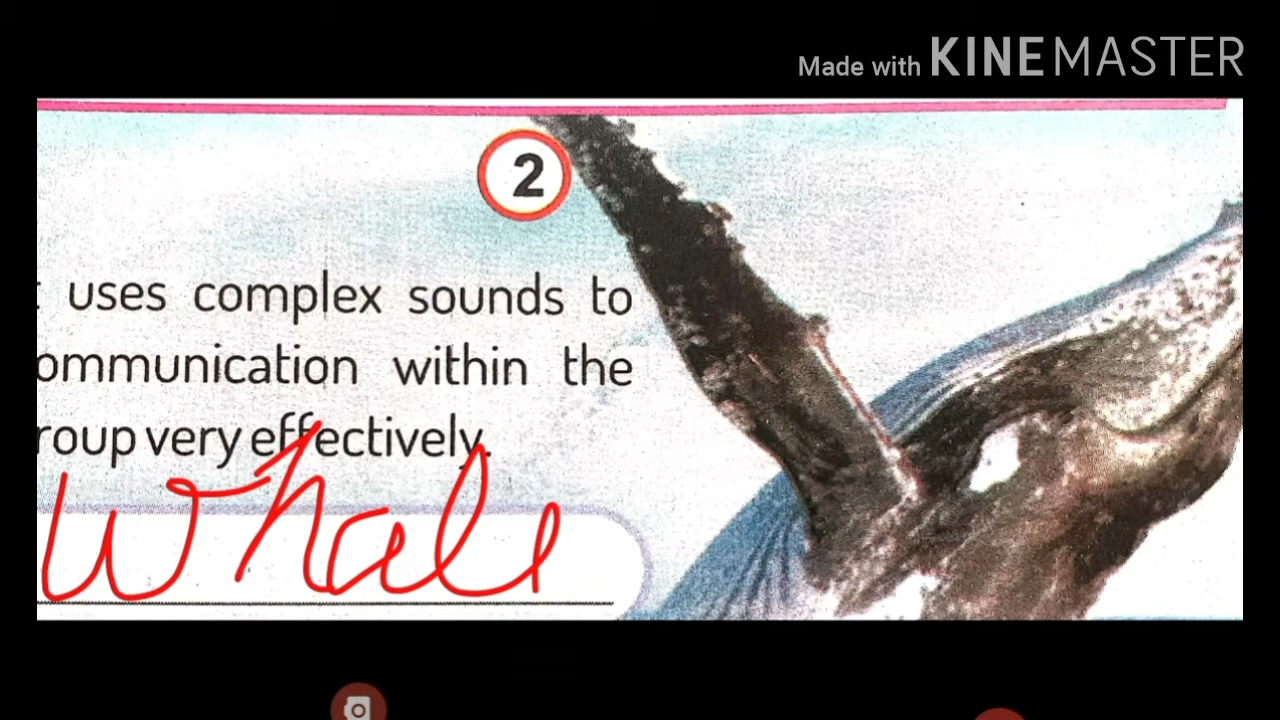 Made with KINEMASTER
2
uses complex sounds to
ommunication within the
roup very effectively.
Whale